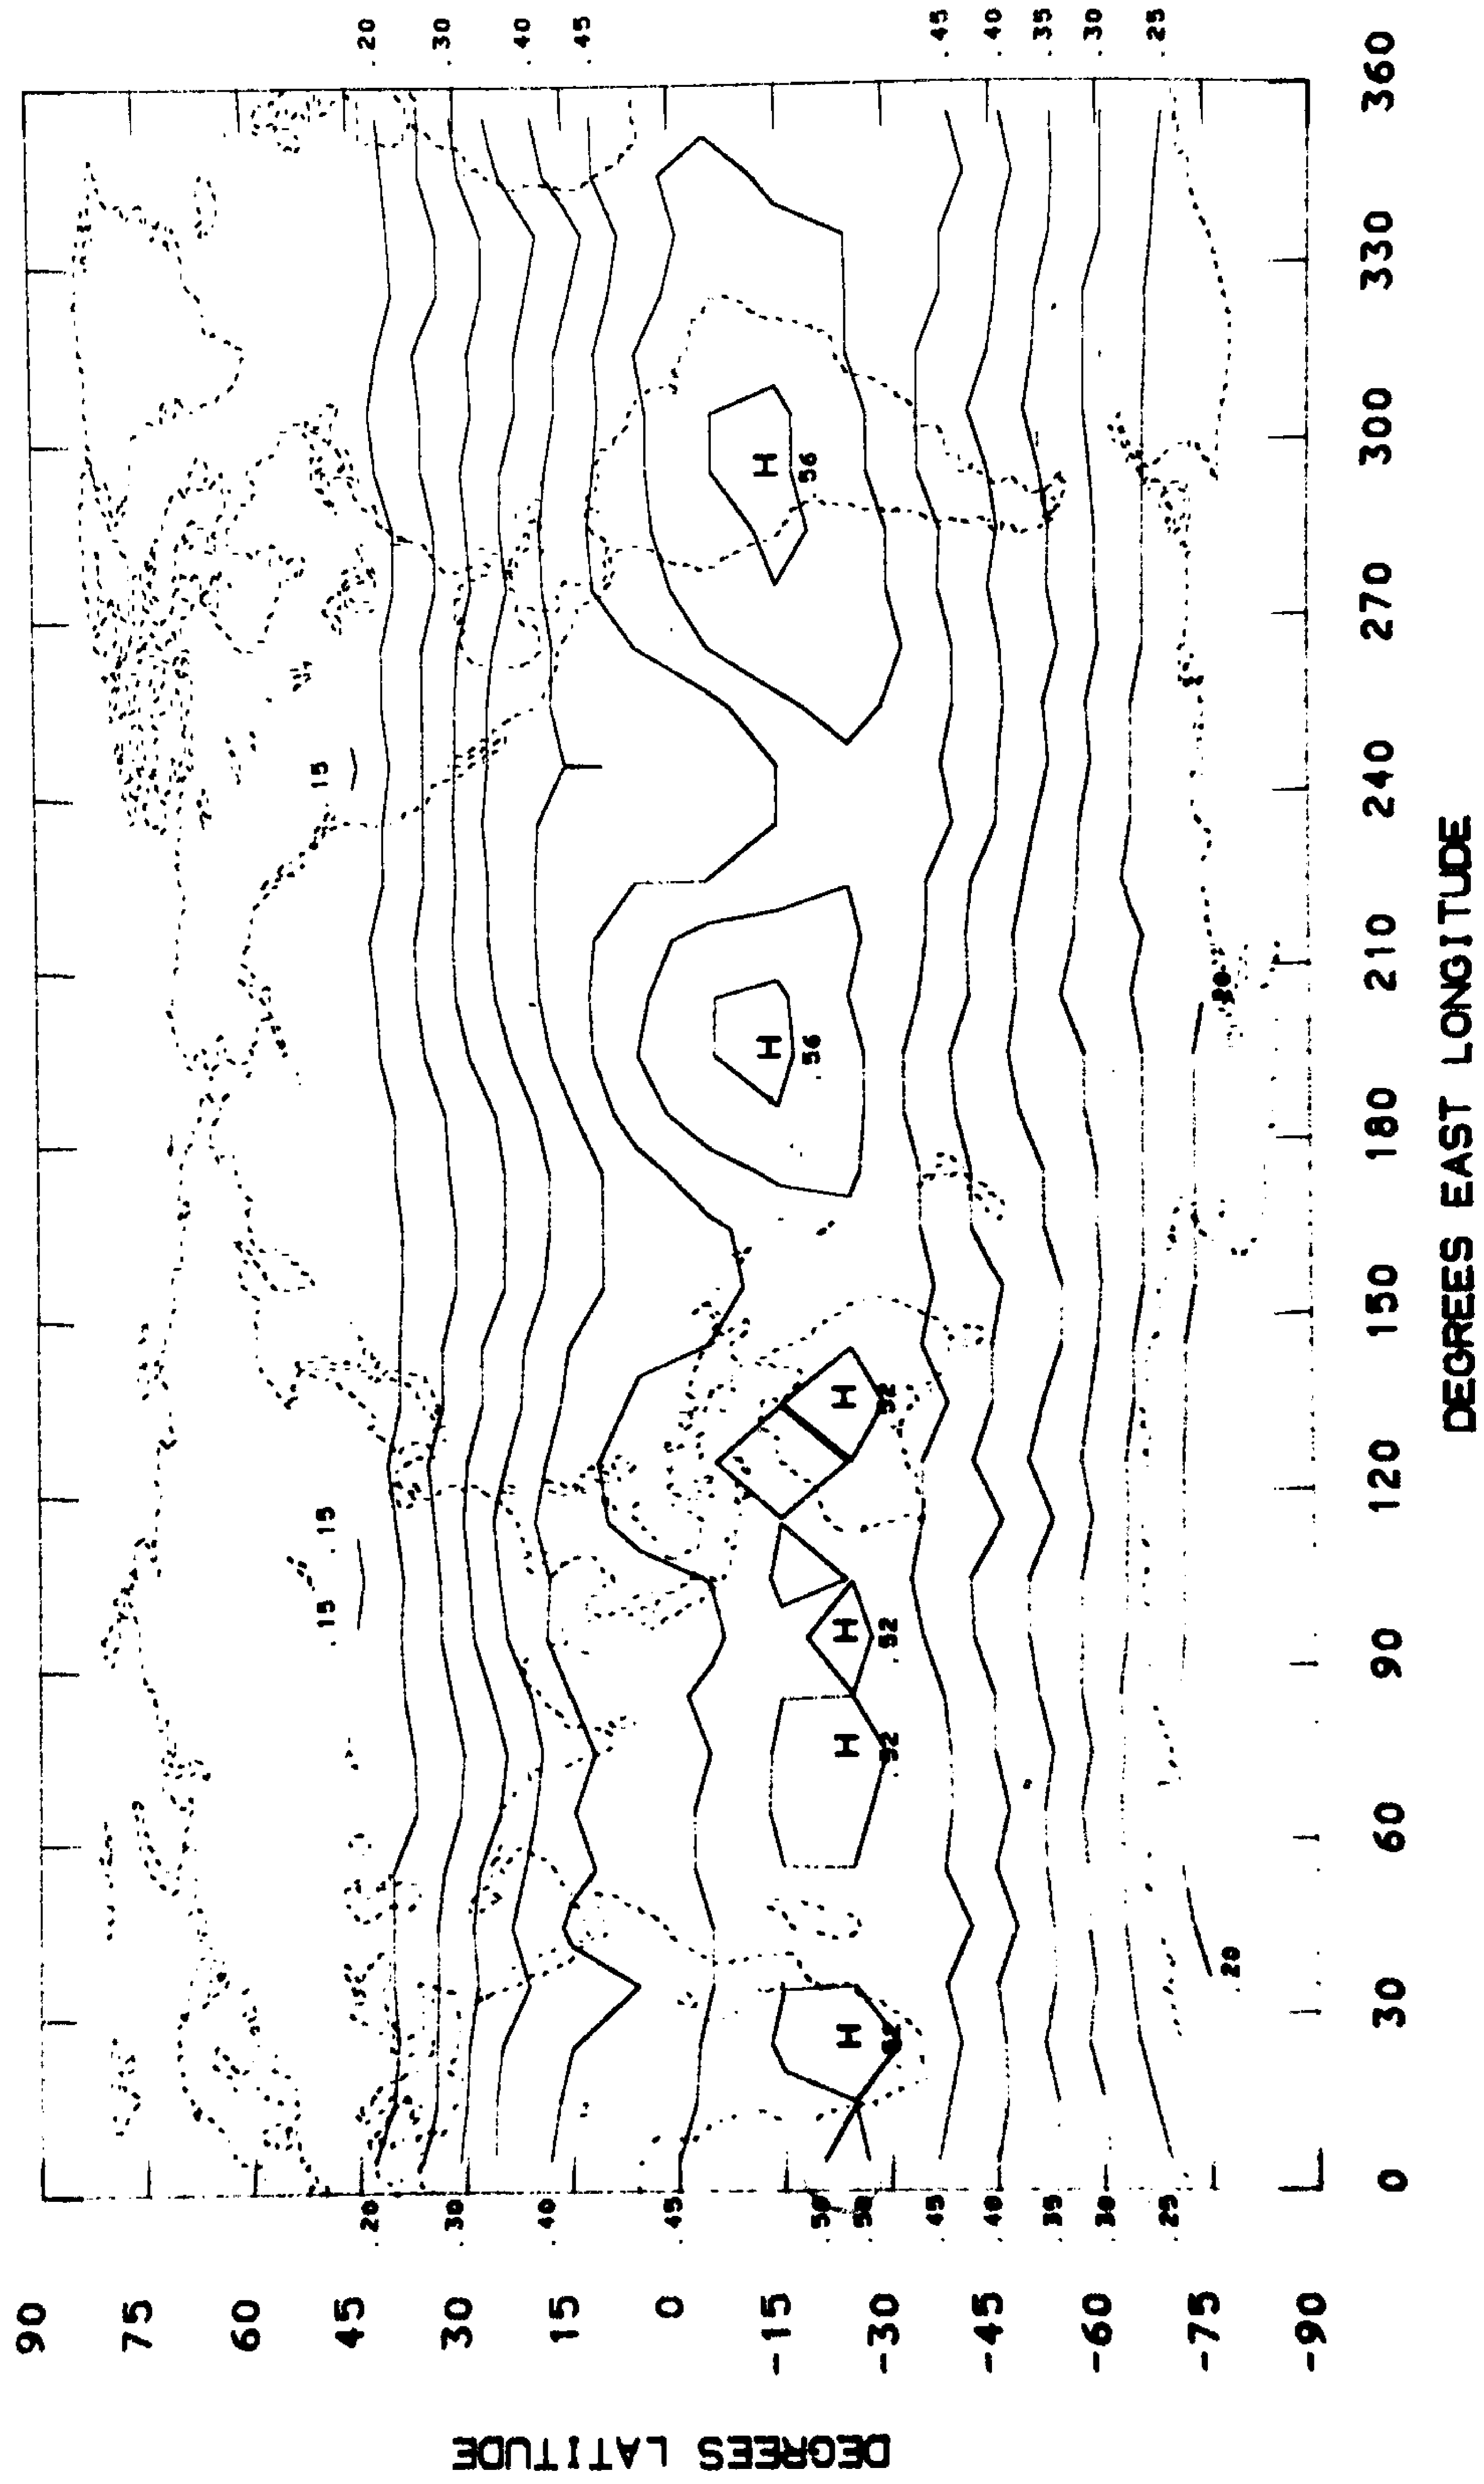 .20 .30 .40 .45 .45 .40 .35 .30 .25
90 75 60 45 30 15 0 -15 -30 -45 -60 -75 -90
DEGREES LATITUDE
.20 .30 .40 .45 .50 .50 .45 .40 .35 .30 .25
.15 .15
.15
H
.52
H
.52
H
.52
H
.52
H
.56
H
.56
.20
.20
0 30 60 90 120 150 180 210 240 270 300 330 360
DEGREES EAST LONGITUDE